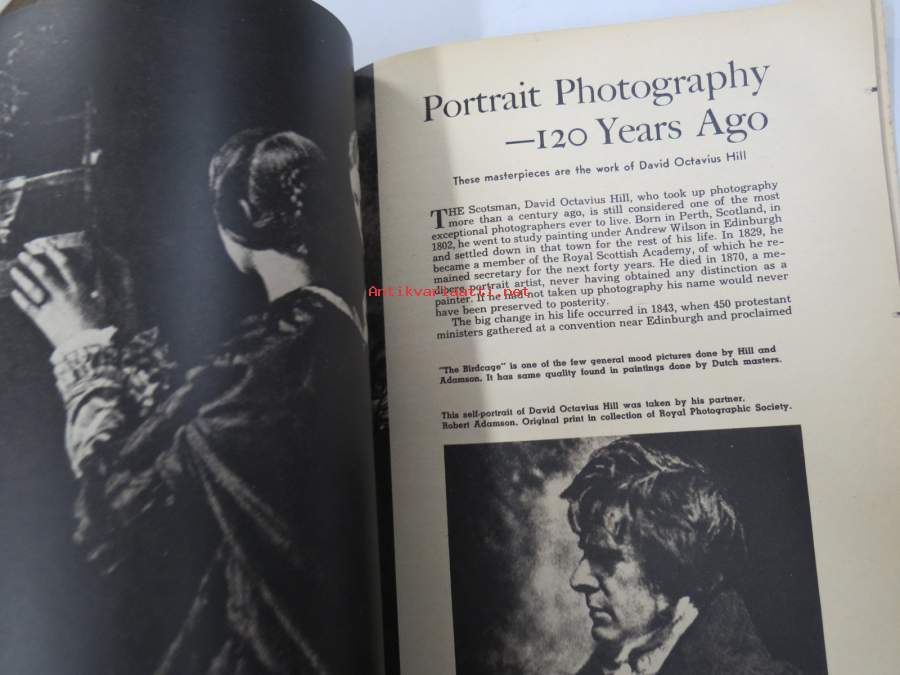 Portrait Photography
—120 Years Ago
These masterpieces are the work of David Octavius Hill
THE Scotsman, David Octavius Hill, who took up photography
more than a century ago, is still considered one of the most
exceptional photographers ever to live. Born in Perth, Scotland, in
1802, he went to study painting under Andrew Wilson in Edinburgh
and settled down in that town for the rest of his life. In 1829, he
became a member of the Royal Scottish Academy, of which he re-
mained secretary for the next forty years. He died in 1870, a me-
portrait artist, never having obtained any distinction as a
painter. If he had not taken up photography his name would never
have been preserved to posterity.
The big change in his life occurred in 1843, when 450 protestant
ministers gathered at a convention near Edinburgh and proclaimed
Antikvariaatti.net
"The Birdcage" is one of the few general mood pictures done by Hill and
Adamson. It has same quality found in paintings done by Dutch masters.
This self-portrait of David Octavius Hill was taken by his partner,
Robert Adamson. Original print in collection of Royal Photographic Society.